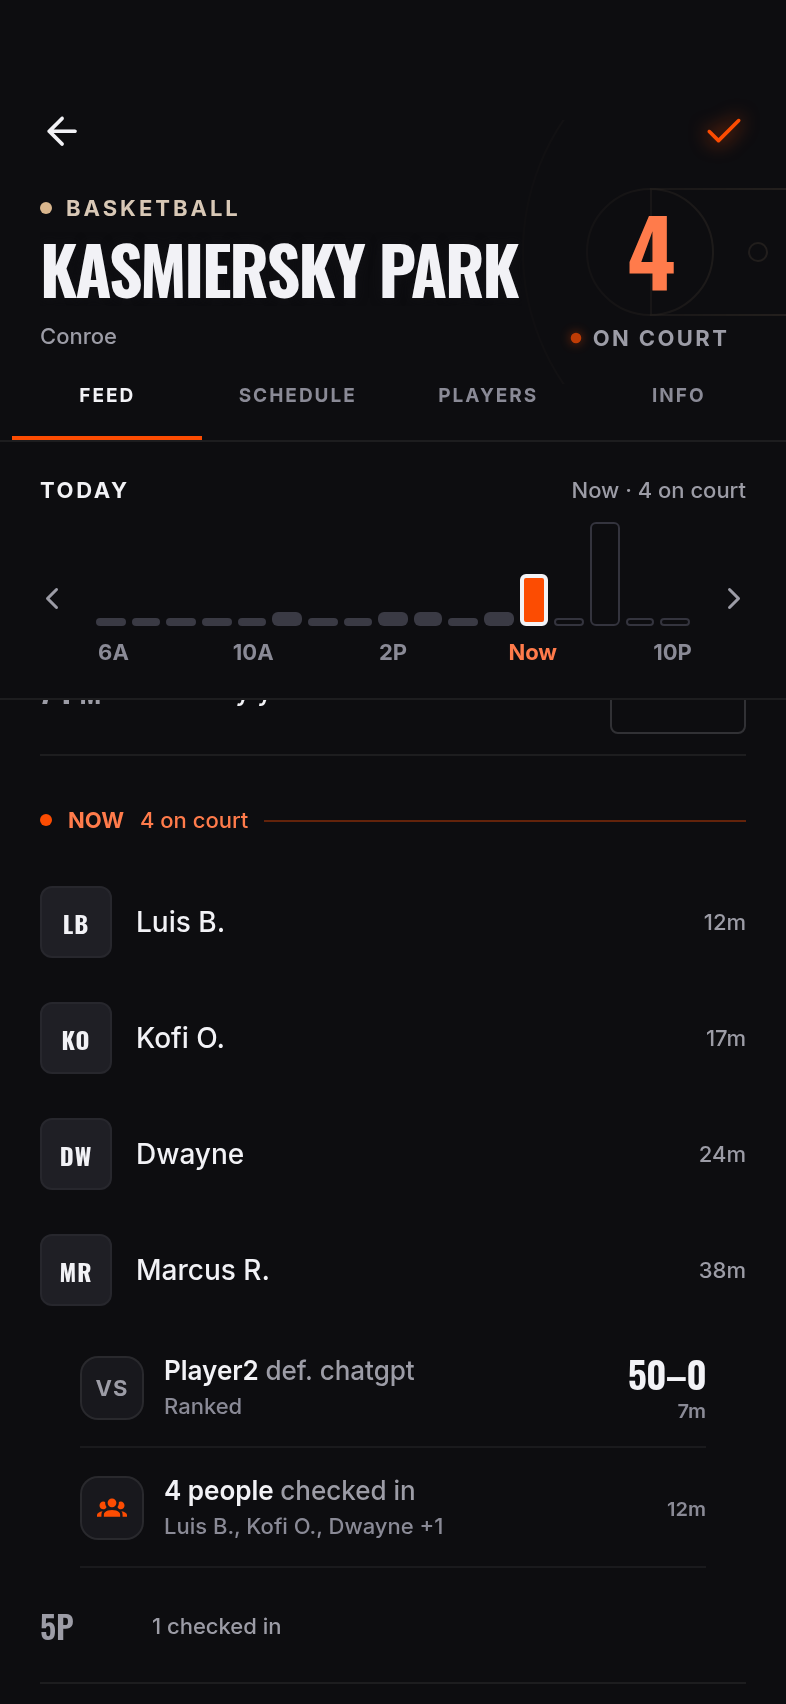 BASKETBALL
KASMIERSKY PARK
4
Conroe
ON COURT
FEED
SCHEDULE
PLAYERS
INFO
TODAY
Now · 4 on court
6A
10A
2P
Now
10P
NOW 4 on court
LB
Luis B.
12m
KO
Kofi O.
17m
DW
Dwayne
24m
MR
Marcus R.
38m
VS
Player2 def. chatgpt
50–0
Ranked
7m
4 people checked in
12m
Luis B., Kofi O., Dwayne +1
5P
1 checked in